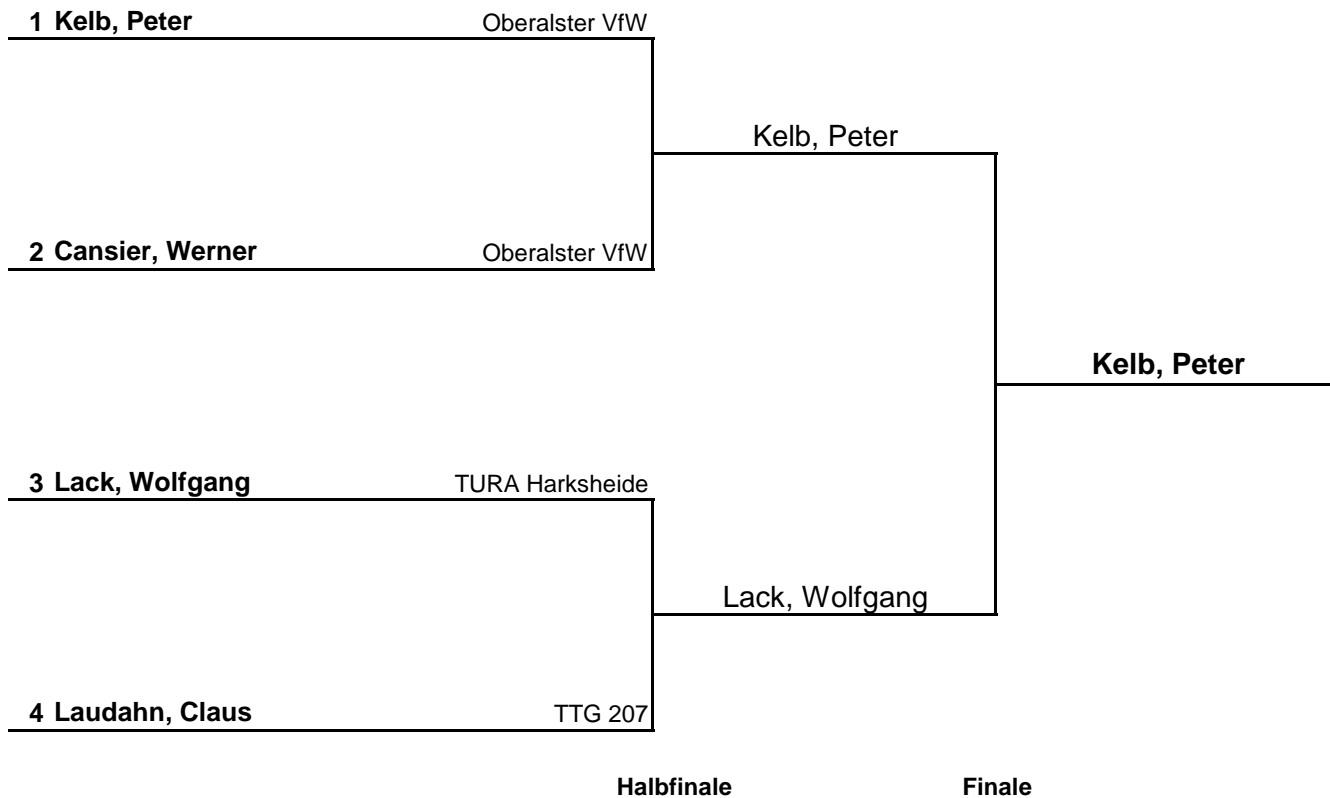 1 Kelb, Peter Oberalster VfW
Kelb, Peter
2 Cansier, Werner Oberalster VfW
Kelb, Peter
3 Lack, Wolfgang TURA Harksheide
Lack, Wolfgang
4 Laudahn, Claus TTG 207
Halbfinale Finale